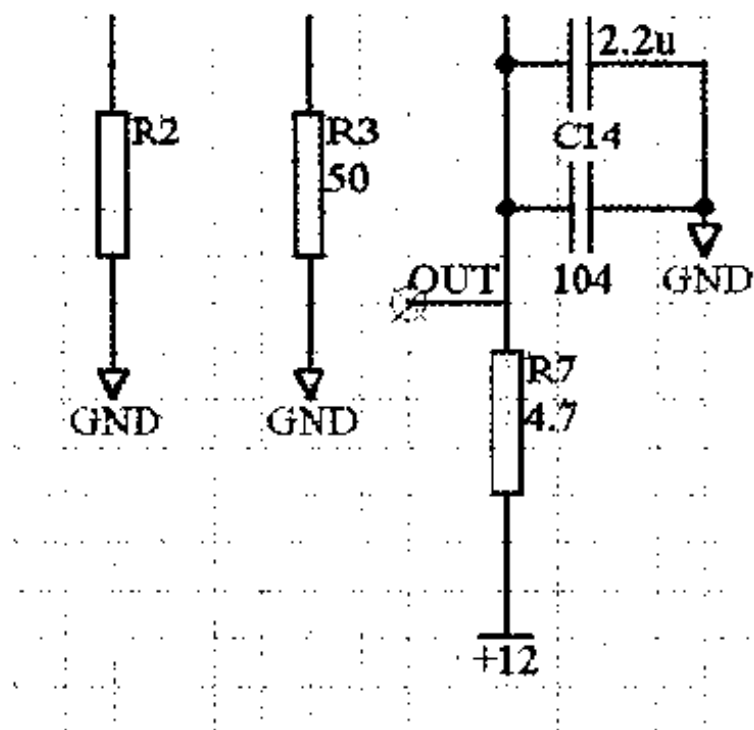 2.2u
R2
R3
C14
50
OUT
104
GND
R7
GND
GND
4.7
+12